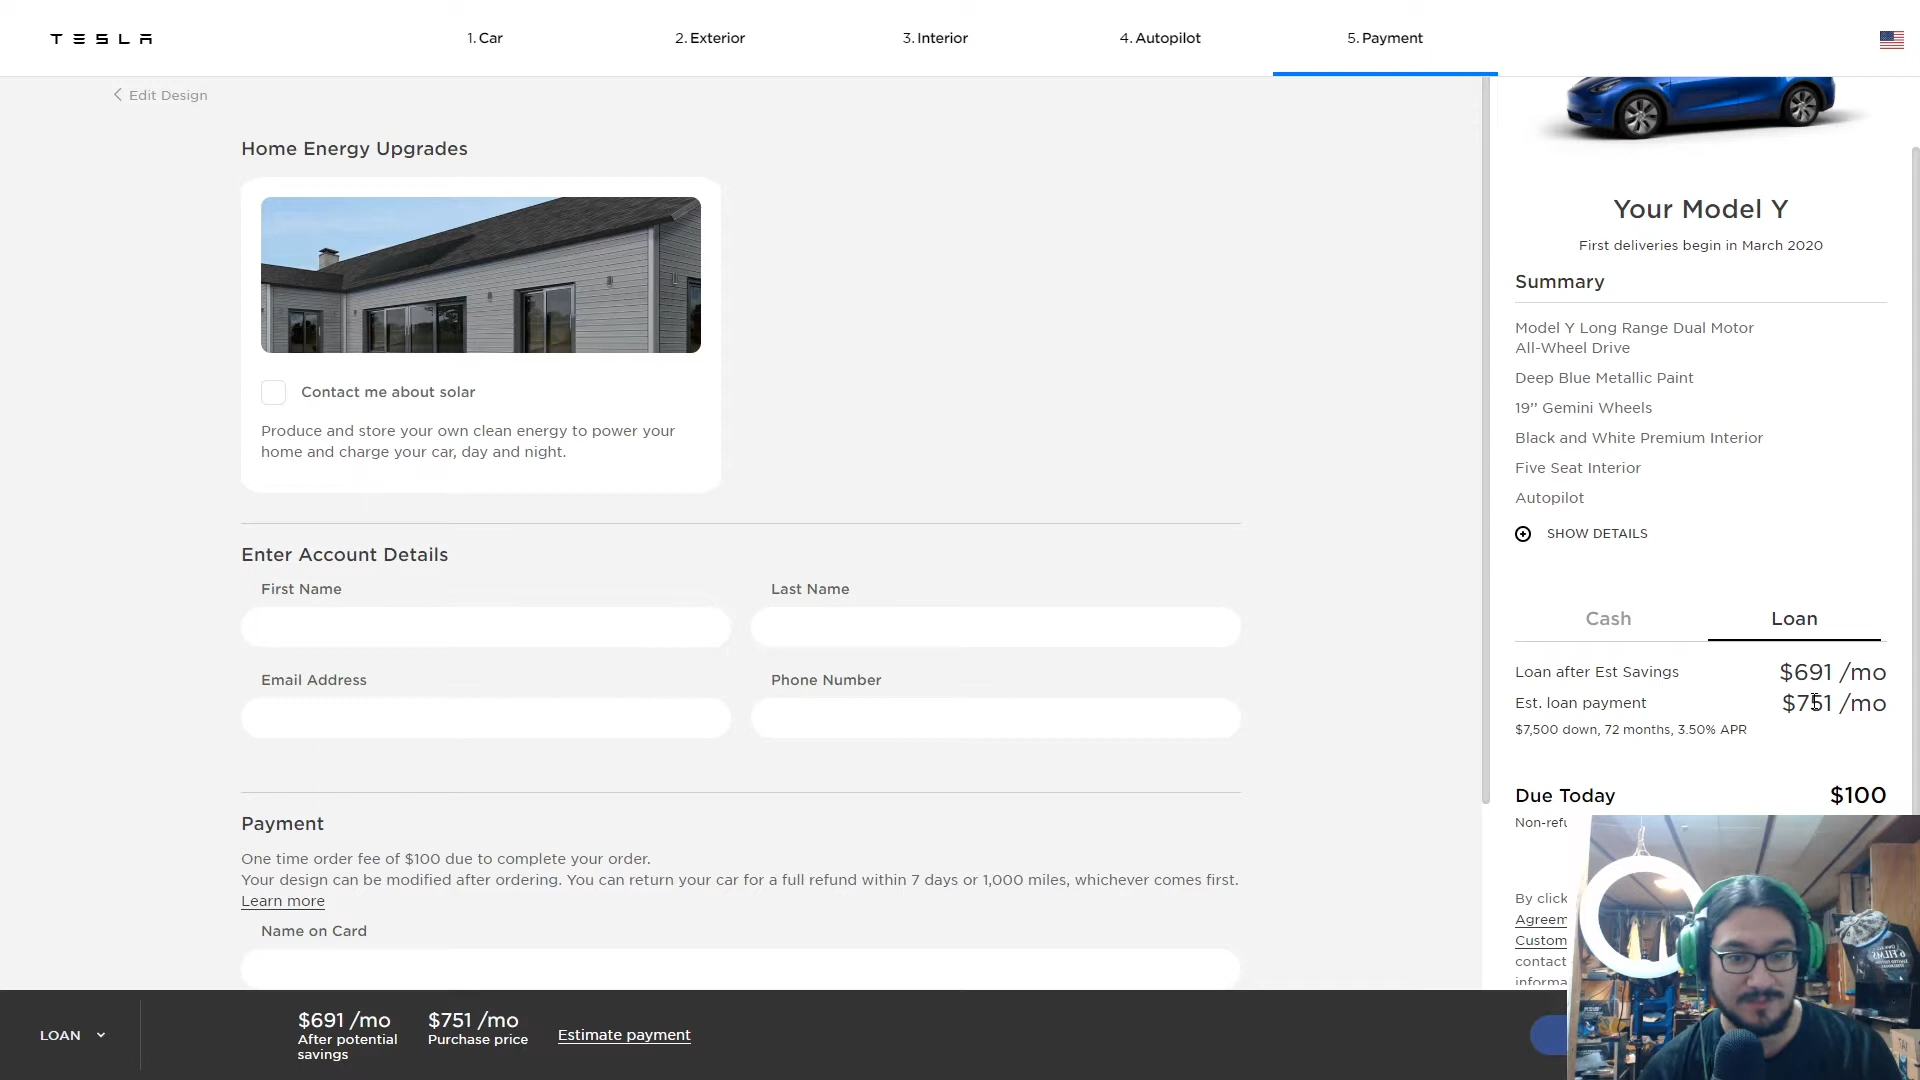 TESLA
1. Car
2. Exterior
3. Interior
4. Autopilot
5. Payment
Edit Design
Home Energy Upgrades
Contact me about solar
Produce and store your own clean energy to power your
home and charge your car, day and night.
Enter Account Details
First Name
Last Name
Email Address
Phone Number
Payment
One time order fee of $100 due to complete your order.
Your design can be modified after ordering. You can return your car for a full refund within 7 days or 1,000 miles, whichever comes first.
Learn more
Name on Card
Your Model Y
First deliveries begin in March 2020
Summary
Model Y Long Range Dual Motor
All-Wheel Drive
Deep Blue Metallic Paint
19’’ Gemini Wheels
Black and White Premium Interior
Five Seat Interior
Autopilot
SHOW DETAILS
Cash
Loan
Loan after Est Savings
$691 /mo
Est. loan payment
$751 /mo
$7,500 down, 72 months, 3.50% APR
Due Today
$100
Non-refu
By click
Agreem
Custom
contact
informa
LOAN
$691 /mo
After potential
savings
$751 /mo
Purchase price
Estimate payment